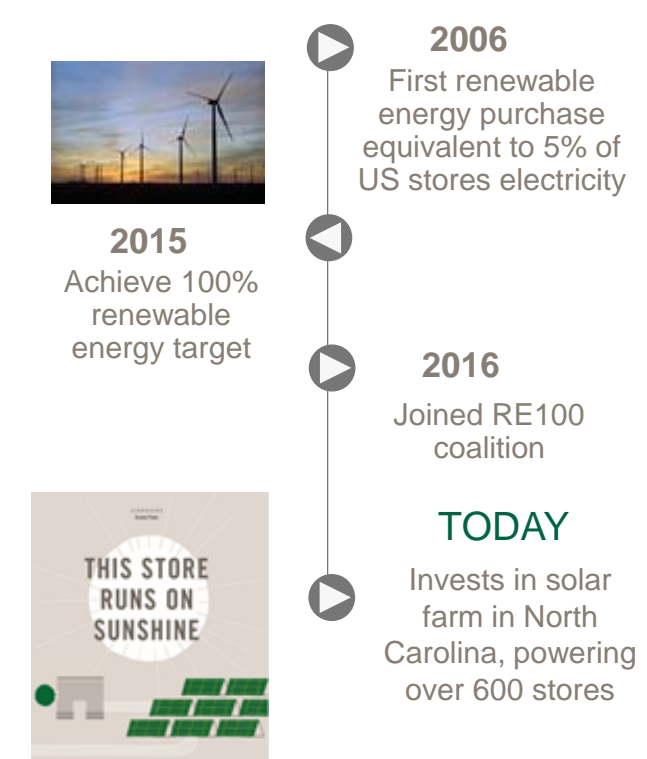 2006
First renewable
energy purchase
equivalent to 5% of
US stores electricity
2015
Achieve 100%
renewable
energy target
2016
Joined RE100
coalition
THIS STORE
RUNS ON
SUNSHINE
TODAY
Invests in solar
farm in North
Carolina, powering
over 600 stores